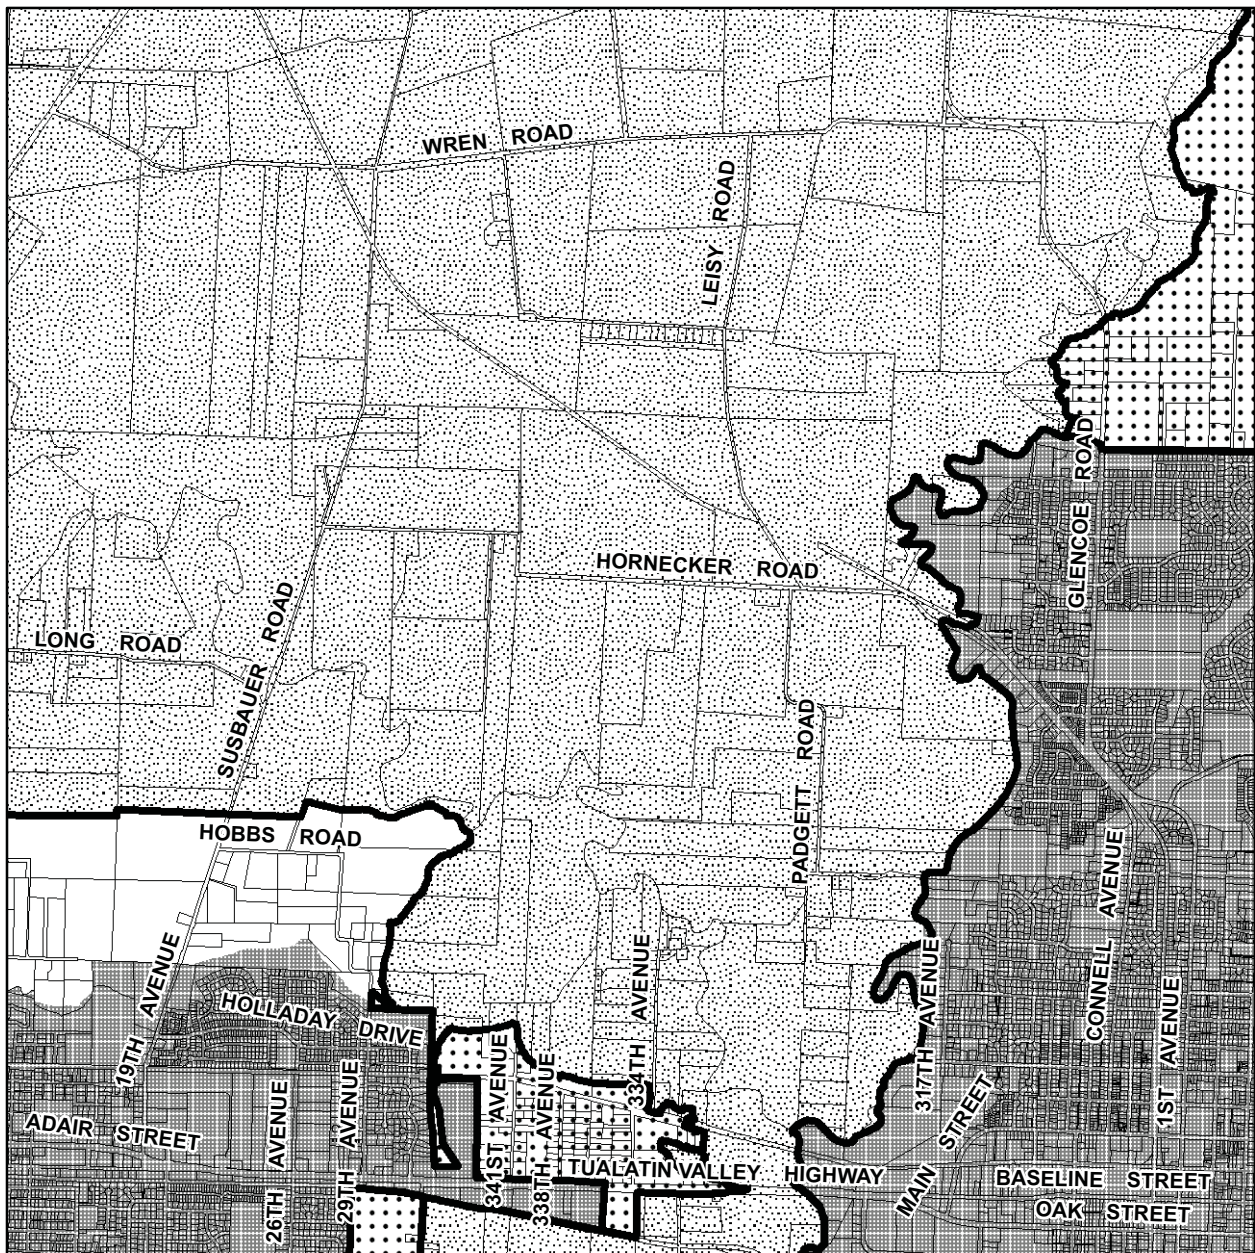 WREN ROAD
LEISY ROAD
GLENCOE ROAD
HORNECKER ROAD
LONG ROAD
SUSBAUER ROAD
PADGETT ROAD
HOBBS ROAD
CONNELL AVENUE
19TH AVENUE
HOLLADAY DRIVE
334TH AVENUE
317TH AVENUE
1ST AVENUE
341ST AVENUE
338TH AVENUE
26TH AVENUE
29TH AVENUE
ADAIR STREET
MAIN STREET
TUALATIN VALLEY HIGHWAY
BASELINE STREET
OAK STREET